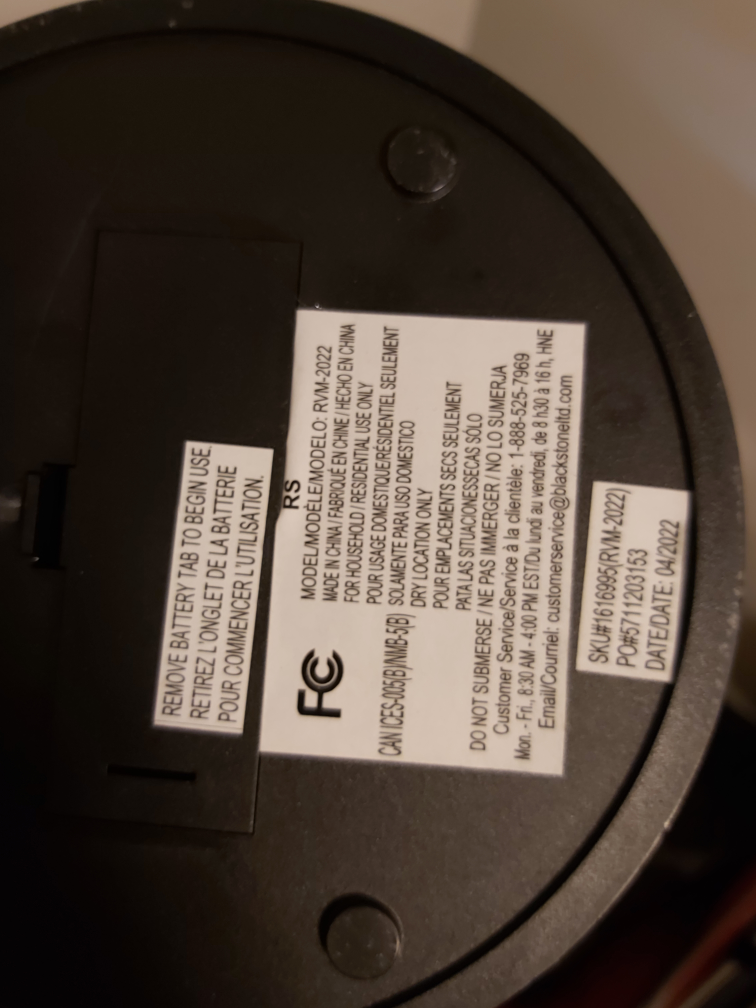 REMOVE BATTERY TAB TO BEGIN USE.
RETIREZ L'ONGLET DE LA BATTERIE
POUR COMMENCER L'UTILISATION.
RS
FC
MODEL/MODÈLE/MODELO: RVM-2022
MADE IN CHINA / FABRIQUÉ EN CHINE / HECHO EN CHINA
FOR HOUSEHOLD / RESIDENTIAL USE ONLY
POUR USAGE DOMESTIQUE/RÉSIDENTIEL SEULEMENT
SOLAMENTE PARA USO DOMESTICO
CAN ICES-005(B)/NMB-5(B)
DRY LOCATION ONLY
POUR EMPLACEMENTS SECS SEULEMENT
PATA LAS SITUACIONESSECAS SÓLO
DO NOT SUBMERSE / NE PAS IMMERGER / NO LO SUMERJA
Customer Service/Service à la clientèle: 1-888-525-7969
Mon. - Fri., 8:30 AM - 4:00 PM EST/Du lundi au vendredi, de 8 h30 à 16 h, HNE
Email/Courriel: customerservice@blackstoneltd.com
SKU#1616995(RVM-2022)
PO#5711203153
DATE/DATE: 04/2022